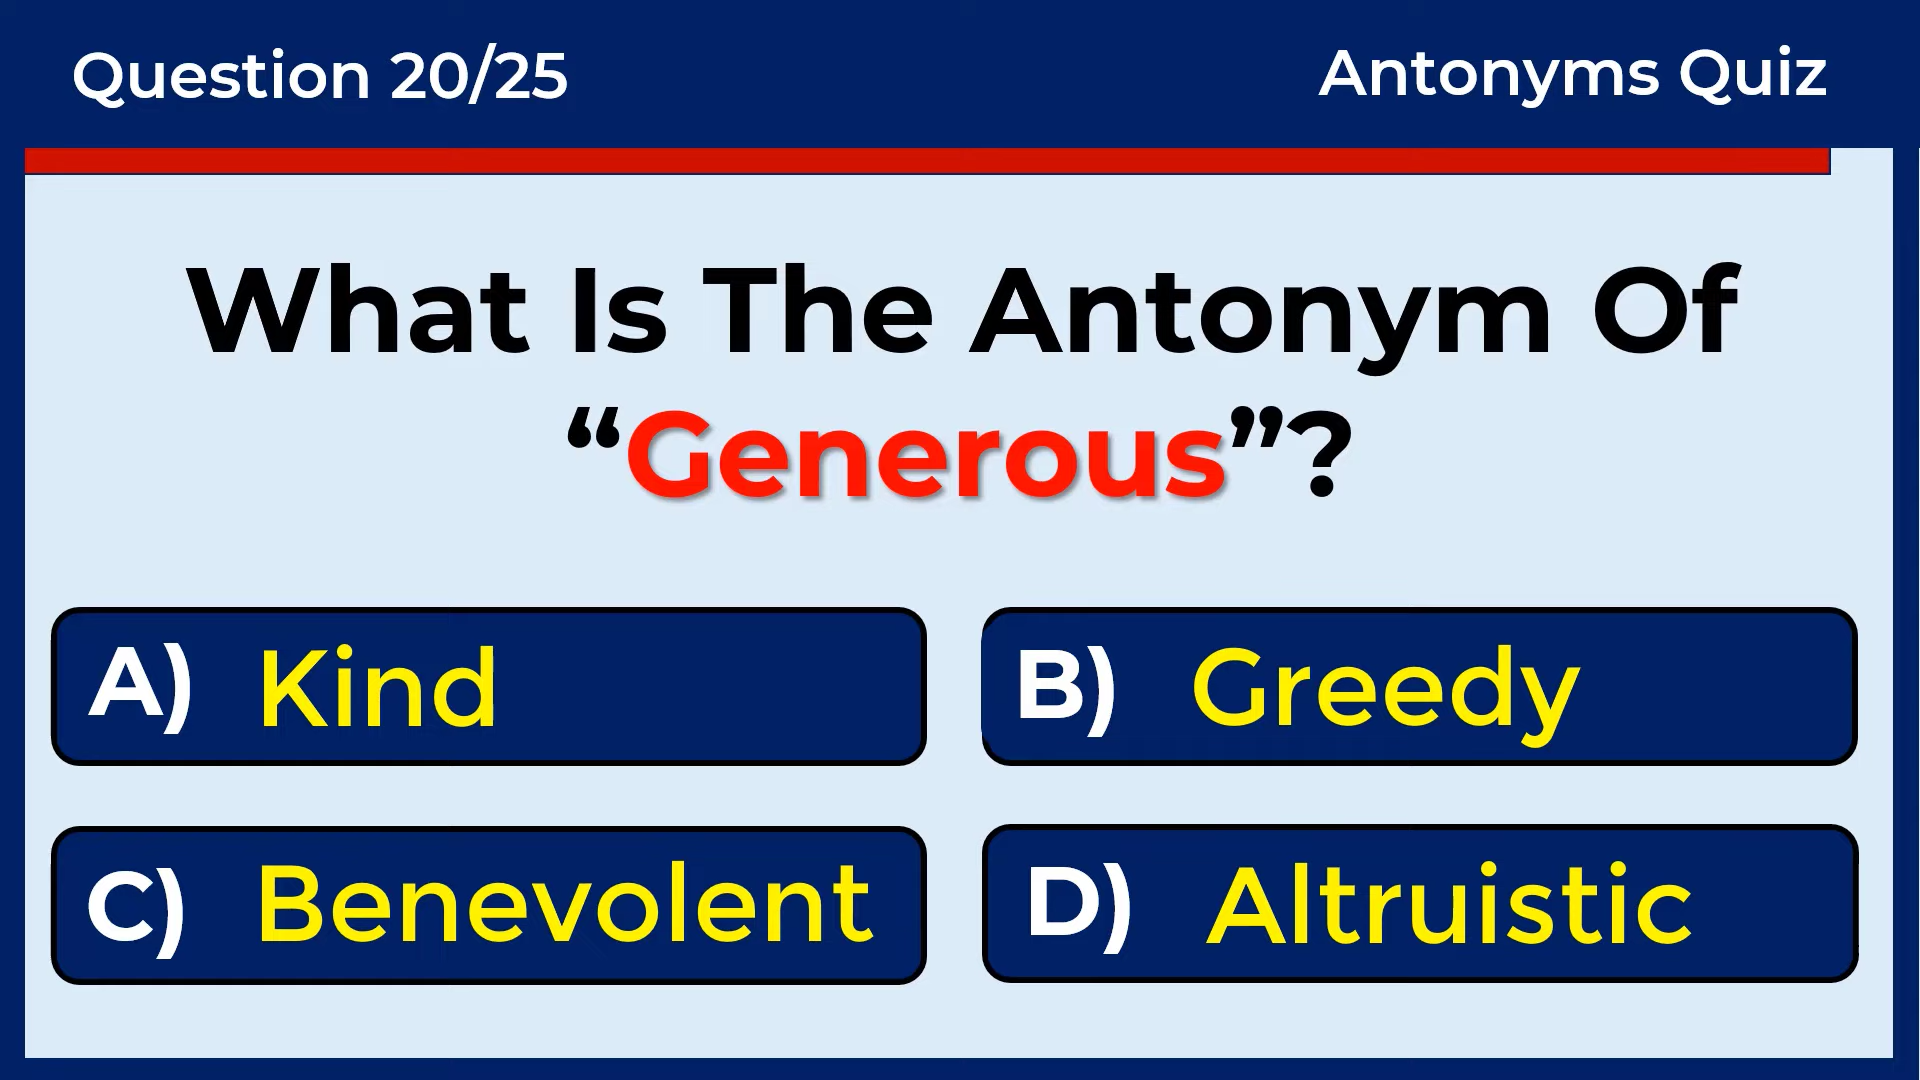 Question 20/25
Antonyms Quiz
What Is The Antonym Of
“Generous”?
A) Kind
B) Greedy
C) Benevolent
D) Altruistic